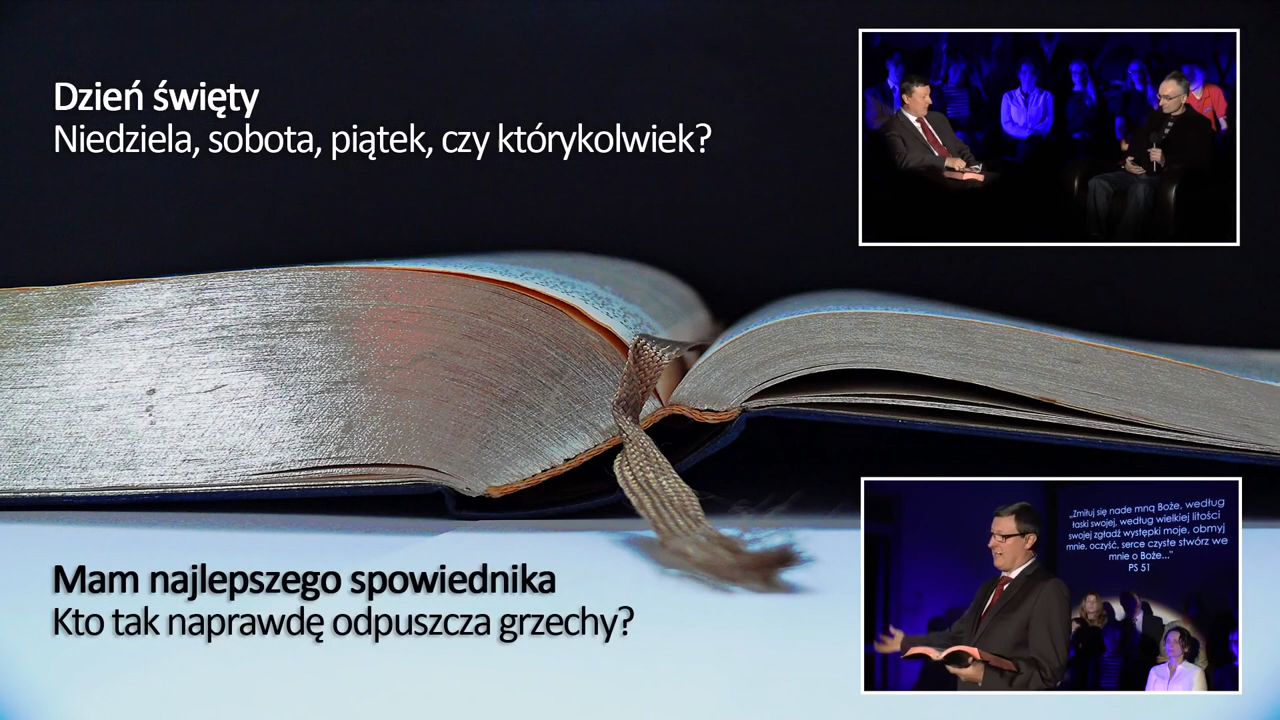 Dzień święty
Niedziela, sobota, piątek, czy którykolwiek?
„Zmiłuj się nade mną Boże, według
łaski swojej, według wielkiej litości
swojej zgładź występki moje, obmyj
mnie, oczyść, serce czyste stwórz we
mnie o Boże..."
PS 51
Mam najlepszego spowiednika
Kto tak naprawdę odpuszcza grzechy?